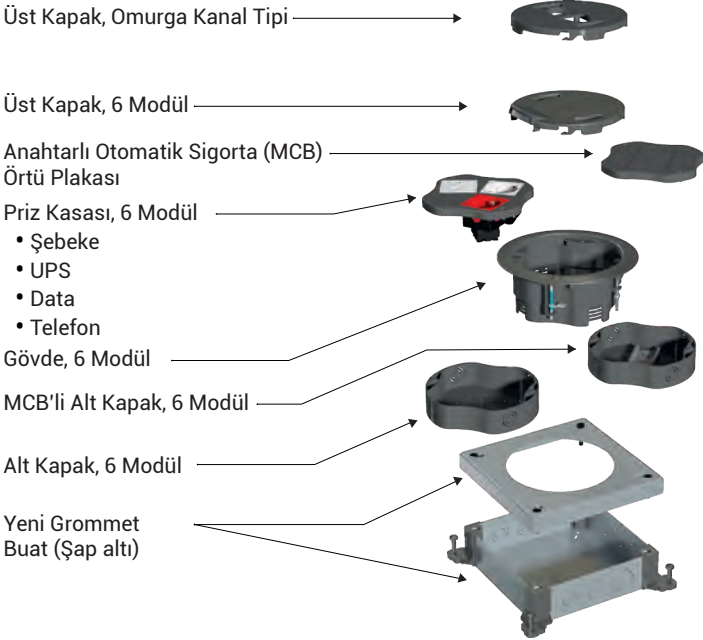 Üst Kapak, Omurga Kanal Tipi
Üst Kapak, 6 Modül
Anahtarlı Otomatik Sigorta (MCB)
Örtü Plakası
Priz Kasası, 6 Modül
• Şebeke
• UPS
• Data
• Telefon
Gövde, 6 Modül
MCB'li Alt Kapak, 6 Modül
Alt Kapak, 6 Modül
Yeni Grommet
Buat (Şap altı)